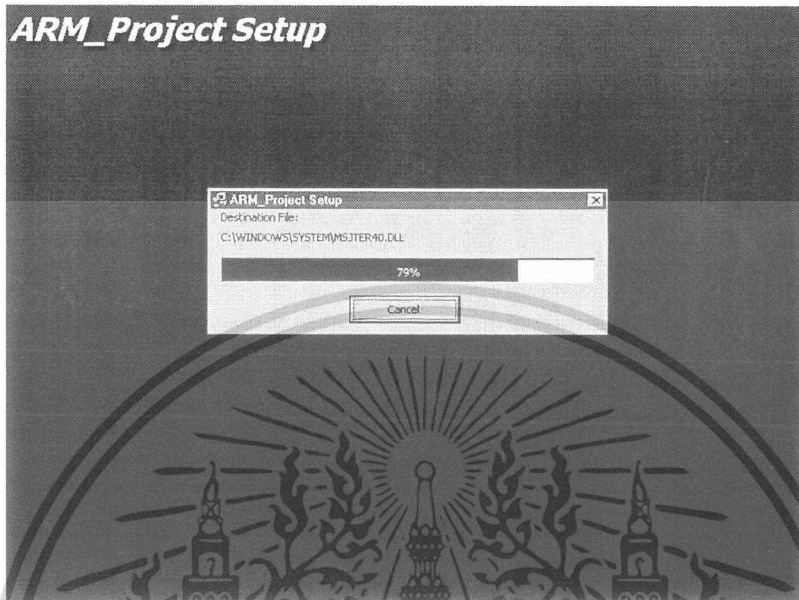 ARM_Project Setup
ARM_Project Setup
Destination File:
C:\WINDOWS\SYSTEM\MSJTER40.DLL
79%
Cancel